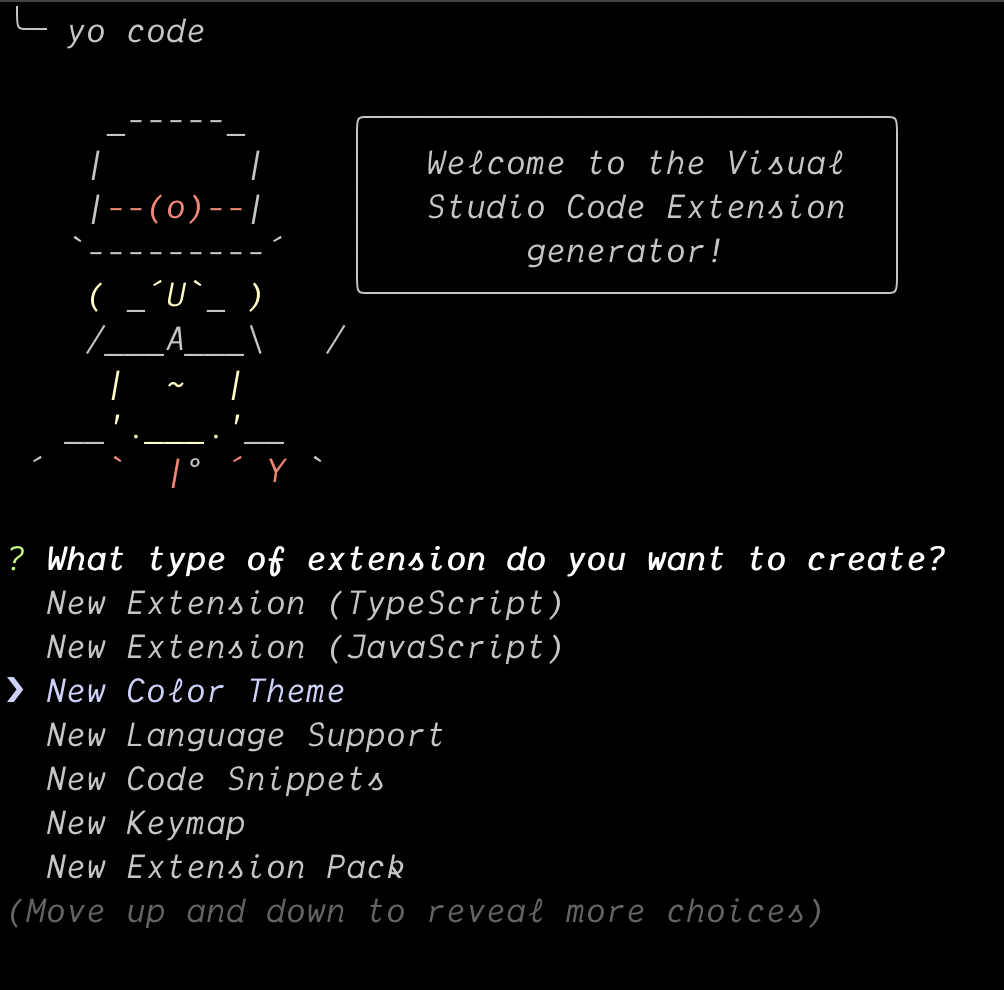 yo code
Welcome to the Visual
Studio Code Extension
generator!
? What type of extension do you want to create?
New Extension (TypeScript)
New Extension (JavaScript)
❯ New Color Theme
New Language Support
New Code Snippets
New Keymap
New Extension Pack
(Move up and down to reveal more choices)